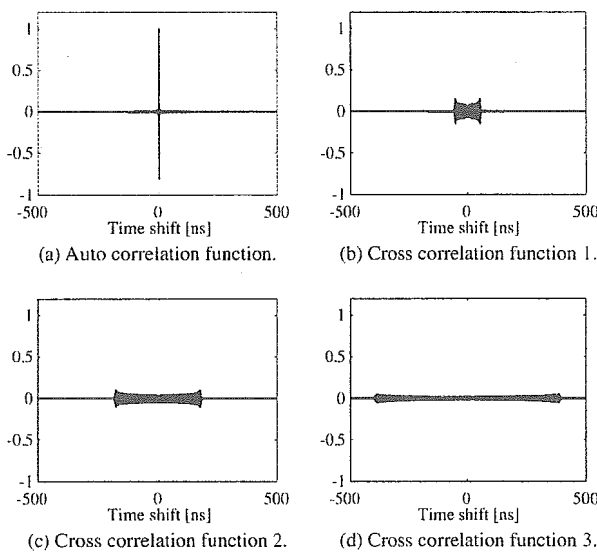 1
0.5
0
-0.5
-1
-500 0 500
Time shift [ns]
(a) Auto correlation function.
1
0.5
0
-0.5
-1
-500 0 500
Time shift [ns]
(b) Cross correlation function 1.
1
0.5
0
-0.5
-1
-500 0 500
Time shift [ns]
(c) Cross correlation function 2.
1
0.5
0
-0.5
-1
-500 0 500
Time shift [ns]
(d) Cross correlation function 3.